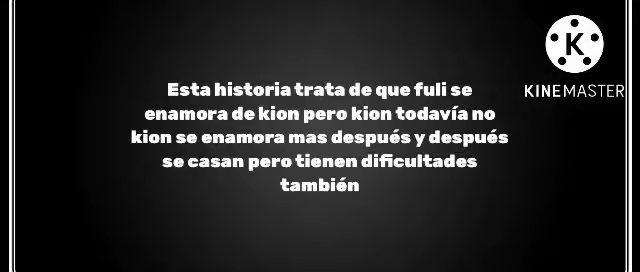 Esta historia trata de que fuli se
enamora de kion pero kion todavía no
kion se enamora mas después y después
se casan pero tienen dificultades
también
K
KINEMASTER